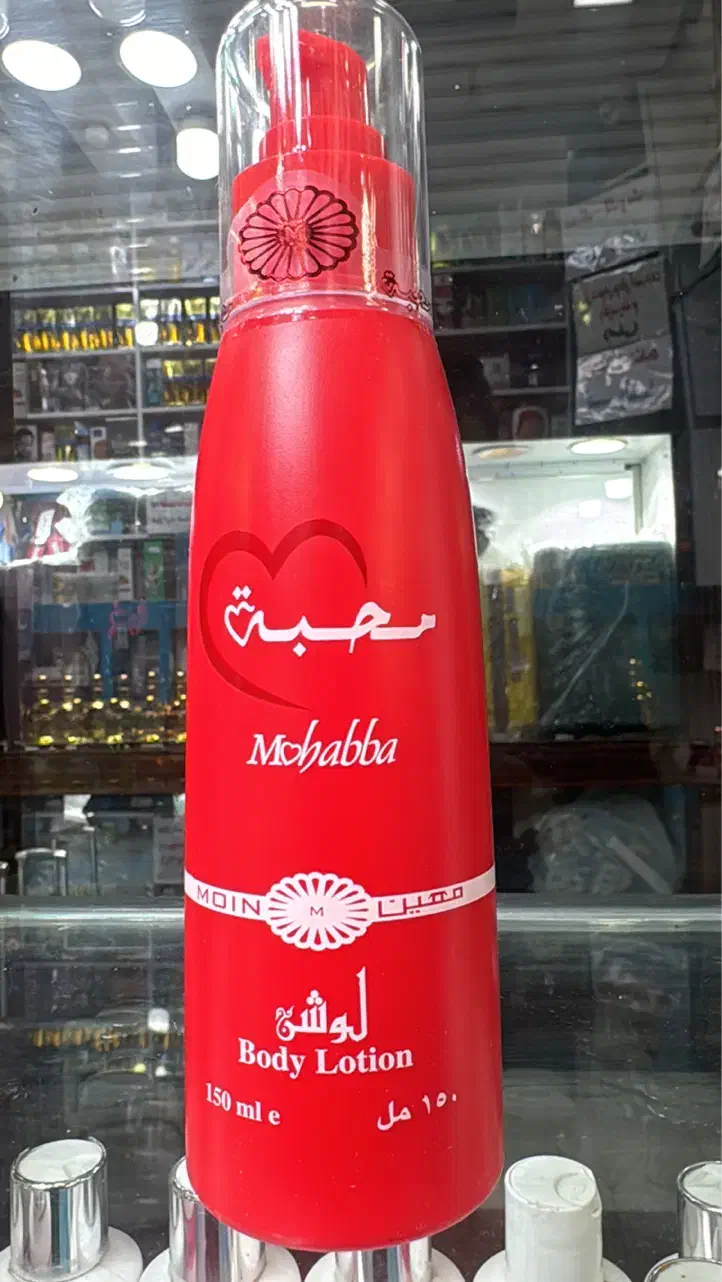 محبة
Mohabba
MOIN M معين
لوشن
Body Lotion
150 ml e ١٥٠ مل